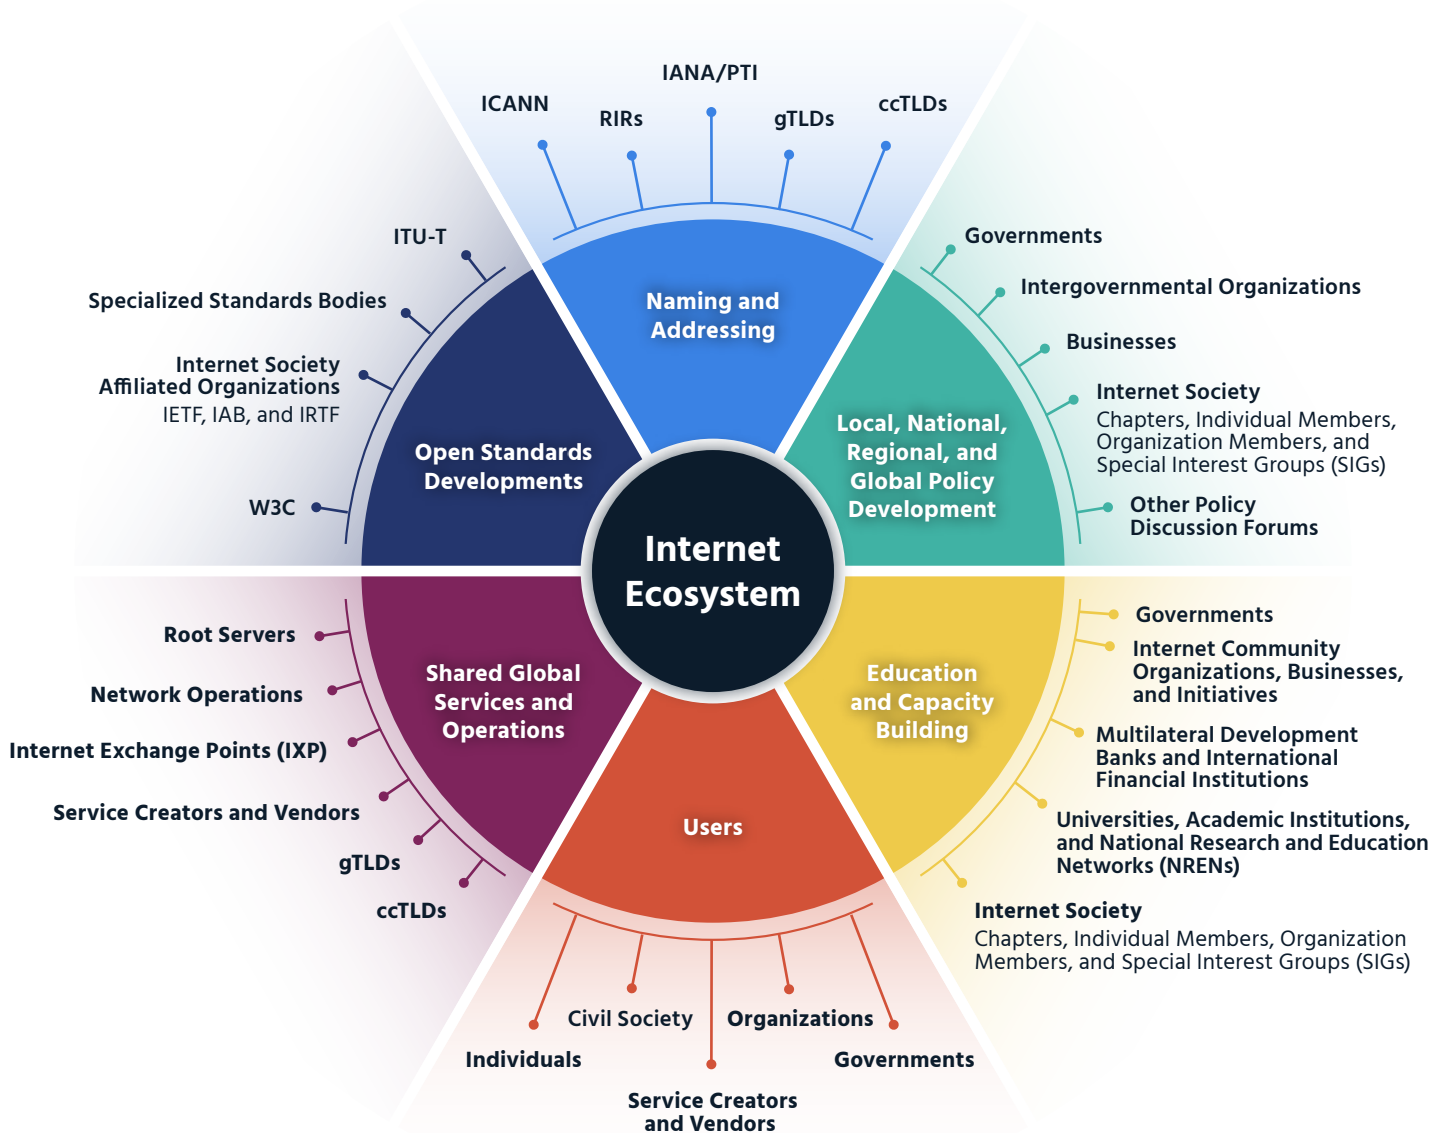 IANA/PTI
ICANN
RIRs
gTLDs
ccTLDs
Naming and
Addressing
Governments
Intergovernmental Organizations
Businesses
Internet Society
Chapters, Individual Members,
Organization Members, and
Special Interest Groups (SIGs)
Other Policy
Discussion Forums
Local, National,
Regional, and
Global Policy
Development
ITU-T
Specialized Standards Bodies
Internet Society
Affiliated Organizations
IETF, IAB, and IRTF
W3C
Open Standards
Developments
Internet
Ecosystem
Root Servers
Network Operations
Internet Exchange Points (IXP)
Service Creators and Vendors
gTLDs
ccTLDs
Shared Global
Services and
Operations
Education
and Capacity
Building
Governments
Internet Community
Organizations, Businesses,
and Initiatives
Multilateral Development
Banks and International
Financial Institutions
Universities, Academic Institutions,
and National Research and Education
Networks (NRENs)
Internet Society
Chapters, Individual Members, Organization
Members, and Special Interest Groups (SIGs)
Users
Individuals
Civil Society
Service Creators
and Vendors
Organizations
Governments